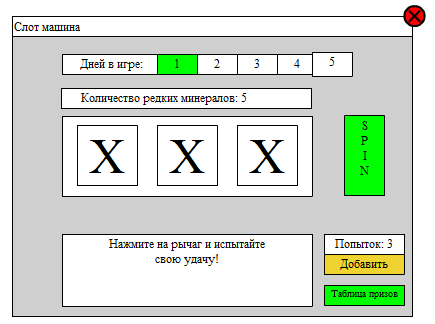 Слот машина
Дней в игре: 1 2 3 4 5
Количество редких минералов: 5
X X X
S
P
I
N
Нажмите на рычаг и испытайте
свою удачу!
Попыток: 3
Добавить
Таблица призов